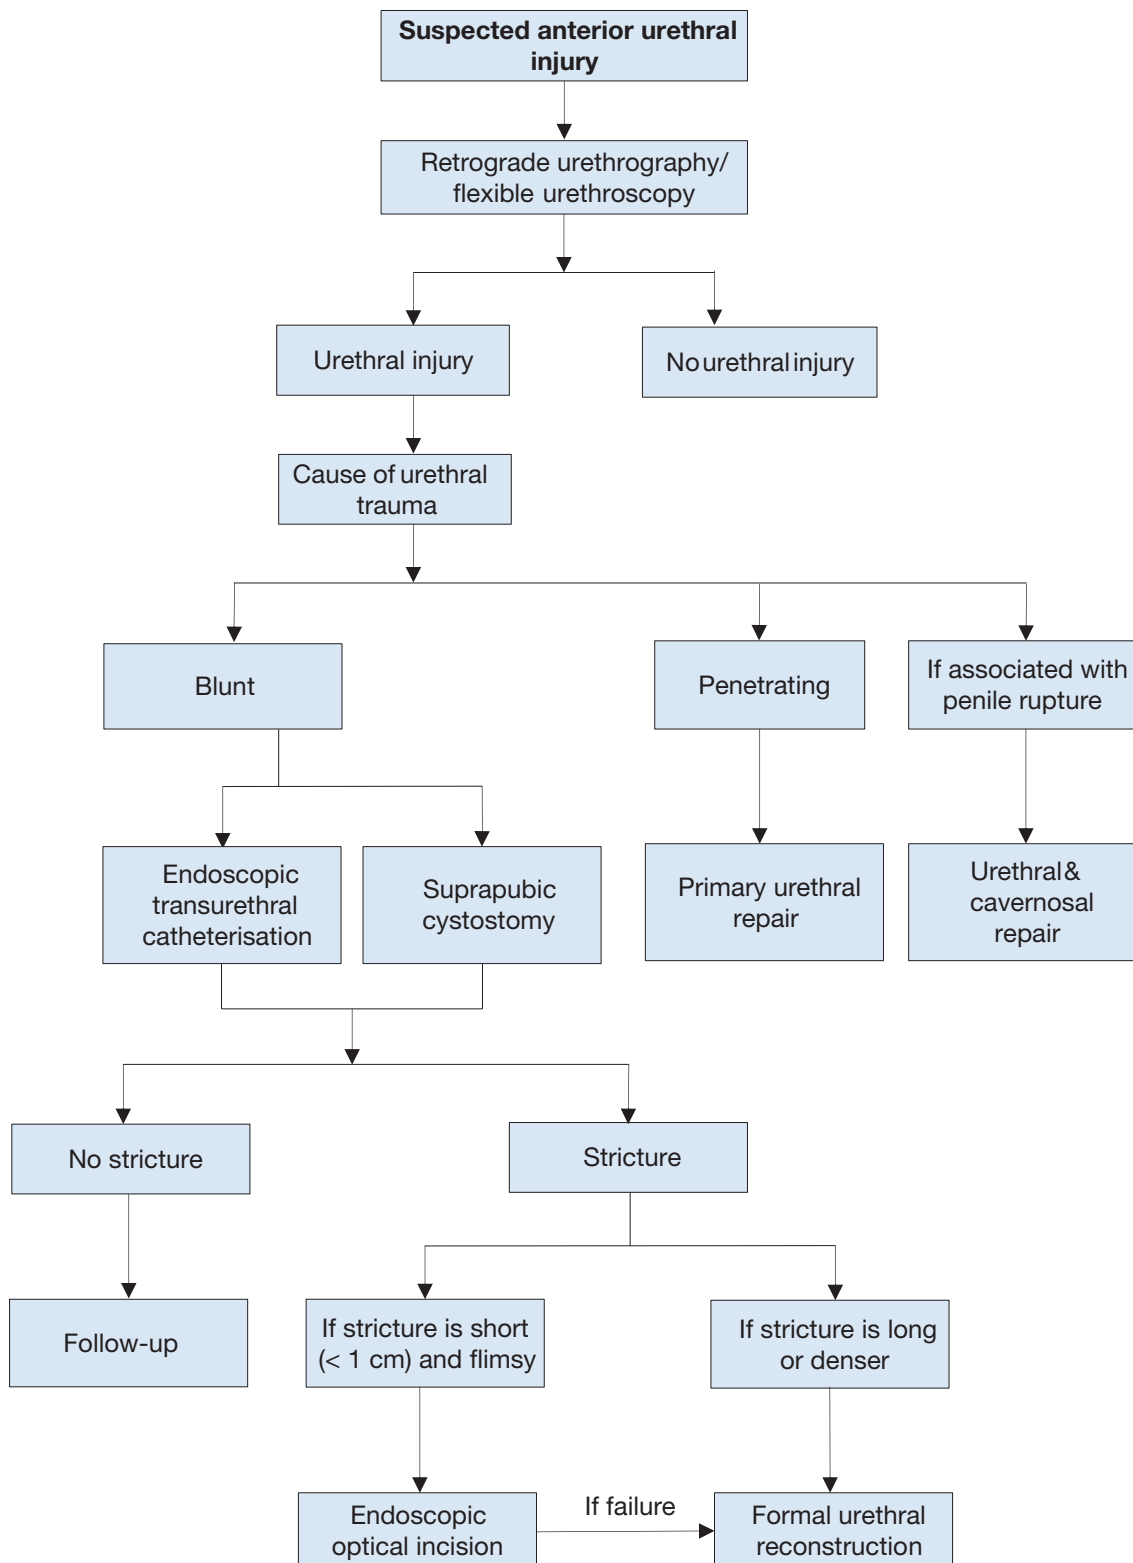 Suspected anterior urethral
injury
Retrograde urethrography/
flexible urethroscopy
Urethral injury
No urethral injury
Cause of urethral
trauma
Blunt
Penetrating
If associated with
penile rupture
Endoscopic
transurethral
catheterisation
Suprapubic
cystostomy
Primary urethral
repair
Urethral &
cavernosal
repair
No stricture
Stricture
Follow-up
If stricture is short
(< 1 cm) and flimsy
If stricture is long
or denser
Endoscopic
optical incision
If failure
Formal urethral
reconstruction